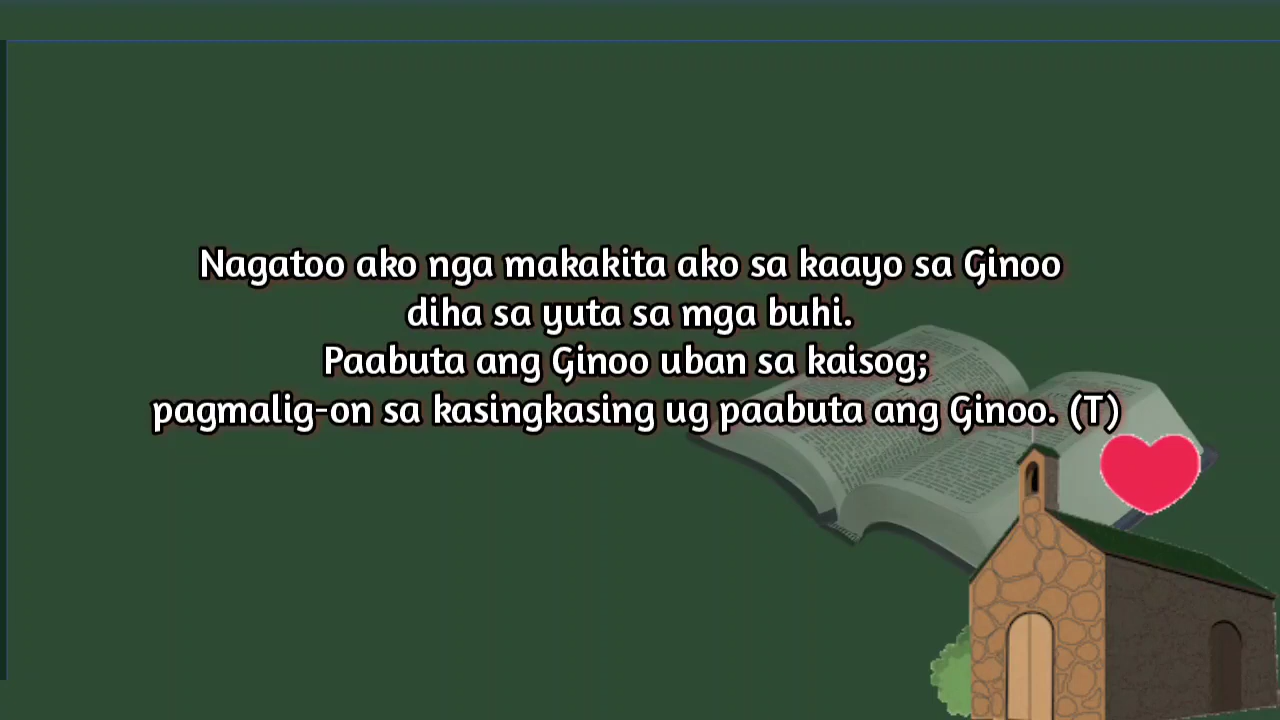 Nagatoo ako nga makakita ako sa kaayo sa Ginoo
diha sa yuta sa mga buhi.
Paabuta ang Ginoo uban sa kaisog;
pagmalig-on sa kasingkasing ug paabuta ang Ginoo. (T)